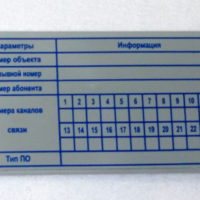 араметры Информация
мер объекта
ывной номер
мер абонента
мера каналов 1 2 3 4 5 6 7 8 9 10
связи 13 14 15 16 17 18 19 20 21 22
Тип ПО